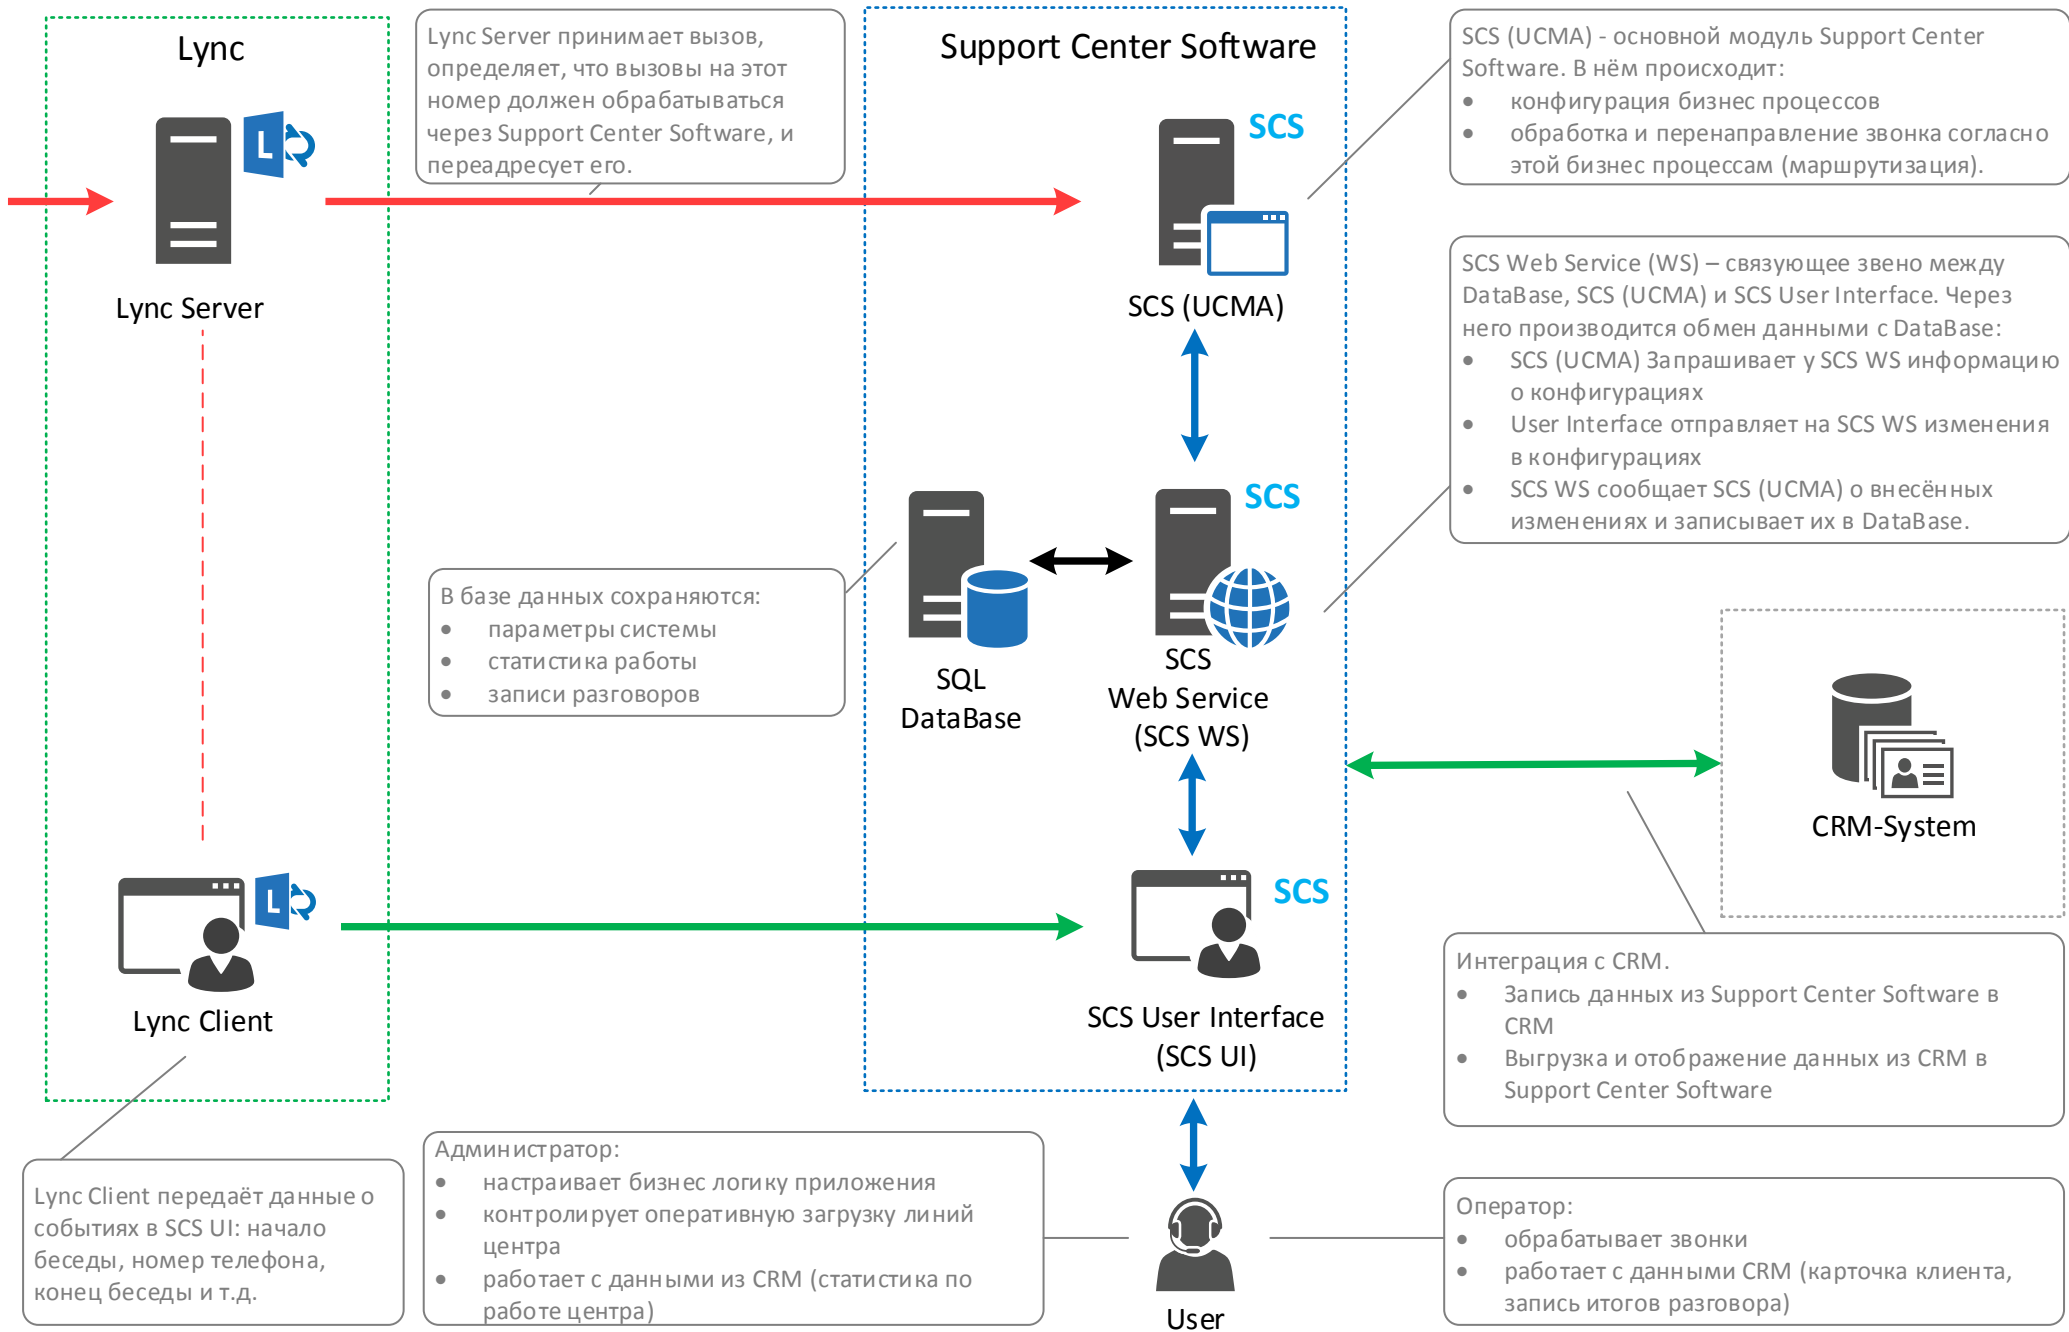 Lync
Lync Server принимает вызов,
определяет, что вызовы на этот
номер должен обрабатываться
через Support Center Software, и
переадресует его.
Support Center Software
SCS (UCMA) - основной модуль Support Center
Software. В нём происходит:
• конфигурация бизнес процессов
• обработка и перенаправление звонка согласно
этой бизнес процессам (маршрутизация).
L
SCS
Lync Server
SCS (UCMA)
SCS Web Service (WS) – связующее звено между
DataBase, SCS (UCMA) и SCS User Interface. Через
него производится обмен данными с DataBase:
• SCS (UCMA) Запрашивает у SCS WS информацию
о конфигурациях
• User Interface отправляет на SCS WS изменения
в конфигурациях
• SCS WS сообщает SCS (UCMA) о внесённых
изменениях и записывает их в DataBase.
SCS
В базе данных сохраняются:
• параметры системы
• статистика работы
• записи разговоров
SQL
DataBase
SCS
Web Service
(SCS WS)
CRM-System
L
SCS
Lync Client
SCS User Interface
(SCS UI)
Интеграция с CRM.
• Запись данных из Support Center Software в
CRM
• Выгрузка и отображение данных из CRM в
Support Center Software
Lync Client передаёт данные о
событиях в SCS UI: начало
беседы, номер телефона,
конец беседы и т.д.
Администратор:
• настраивает бизнес логику приложения
• контролирует оперативную загрузку линий
центра
• работает с данными из CRM (статистика по
работе центра)
User
Оператор:
• обрабатывает звонки
• работает с данными CRM (карточка клиента,
запись итогов разговора)